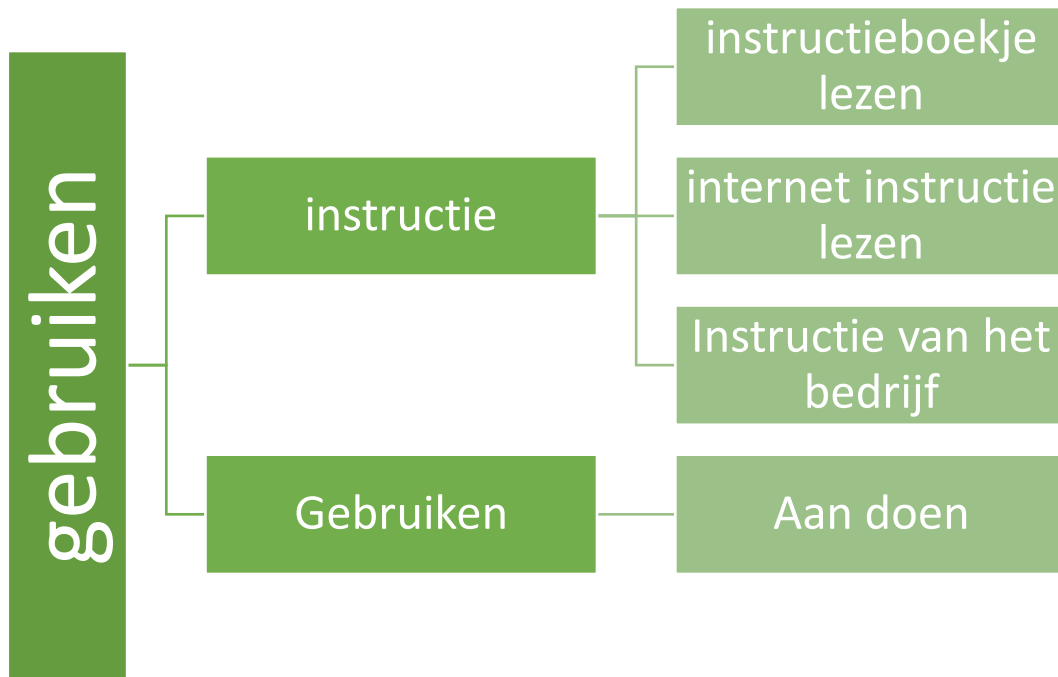 gebruiken
instructie
instructieboekje
lezen
internet instructie
lezen
Instructie van het
bedrijf
Gebruiken
Aan doen